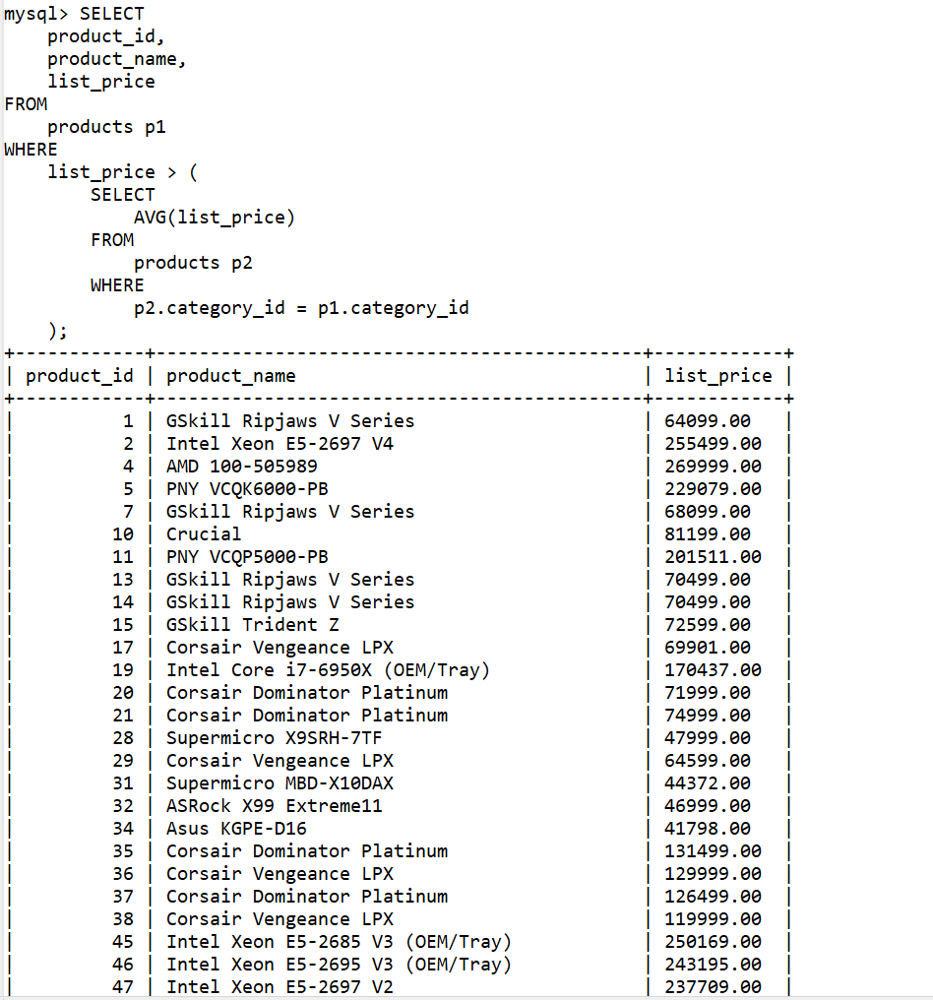 mysql> SELECT
    product_id,
    product_name,
    list_price
FROM
    products p1
WHERE
    list_price > (
        SELECT
            AVG(list_price)
        FROM
            products p2
        WHERE
            p2.category_id = p1.category_id
    );
+------------+---------------------------------------------+------------+
| product_id | product_name                                | list_price |
+------------+---------------------------------------------+------------+
|          1 | GSkill Ripjaws V Series                     | 64099.00   |
|          2 | Intel Xeon E5-2697 V4                       | 255499.00  |
|          4 | AMD 100-505989                              | 269999.00  |
|          5 | PNY VCQK6000-PB                             | 229079.00  |
|          7 | GSkill Ripjaws V Series                     | 68099.00   |
|         10 | Crucial                                     | 81199.00   |
|         11 | PNY VCQP5000-PB                             | 201511.00  |
|         13 | GSkill Ripjaws V Series                     | 70499.00   |
|         14 | GSkill Ripjaws V Series                     | 70499.00   |
|         15 | GSkill Trident Z                            | 72599.00   |
|         17 | Corsair Vengeance LPX                       | 69901.00   |
|         19 | Intel Core i7-6950X (OEM/Tray)              | 170437.00  |
|         20 | Corsair Dominator Platinum                  | 71999.00   |
|         21 | Corsair Dominator Platinum                  | 74999.00   |
|         28 | Supermicro X9SRH-7TF                        | 47999.00   |
|         29 | Corsair Vengeance LPX                       | 64599.00   |
|         31 | Supermicro MBD-X10DAX                       | 44372.00   |
|         32 | ASRock X99 Extreme11                        | 46999.00   |
|         34 | Asus KGPE-D16                               | 41798.00   |
|         35 | Corsair Dominator Platinum                  | 131499.00  |
|         36 | Corsair Vengeance LPX                       | 129999.00  |
|         37 | Corsair Dominator Platinum                  | 126499.00  |
|         38 | Corsair Vengeance LPX                       | 119999.00  |
|         45 | Intel Xeon E5-2685 V3 (OEM/Tray)            | 250169.00  |
|         46 | Intel Xeon E5-2695 V3 (OEM/Tray)            | 243195.00  |
|         47 | Intel Xeon E5-2697 V2                       | 237709.00  |